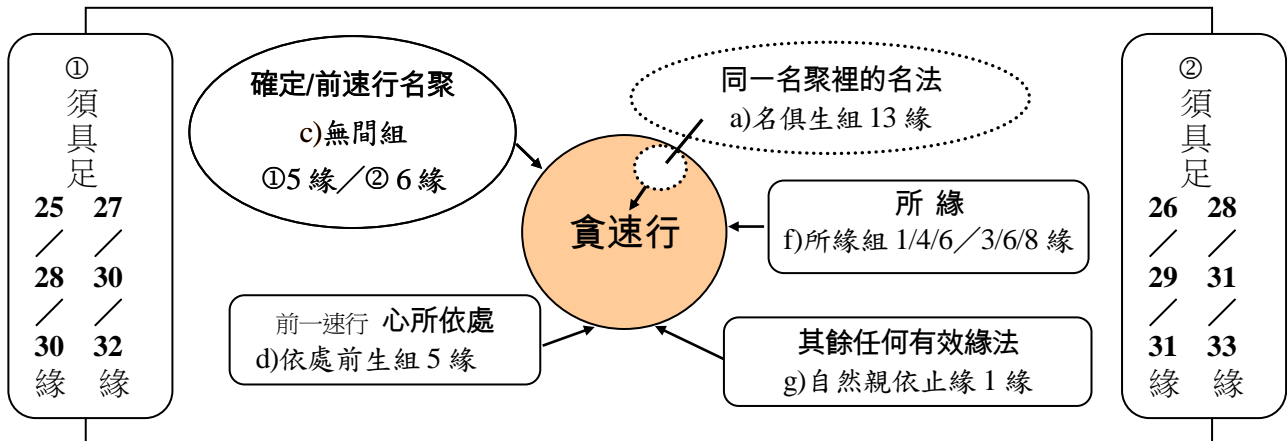 ①
須
具
足
25 27
／ ／
28 30
／ ／
30 32
緣 緣
確定/前速行名聚
c)無間組
①5 緣／② 6 緣
同一名聚裡的名法
a)名俱生組 13 緣
貪速行
所 緣
f)所緣組 1/4/6／3/6/8 緣
前一速行 心所依處
d)依處前生組 5 緣
其餘任何有效緣法
g)自然親依止緣 1 緣
②
須
具
足
26 28
／ ／
29 31
／ ／
31 33
緣 緣